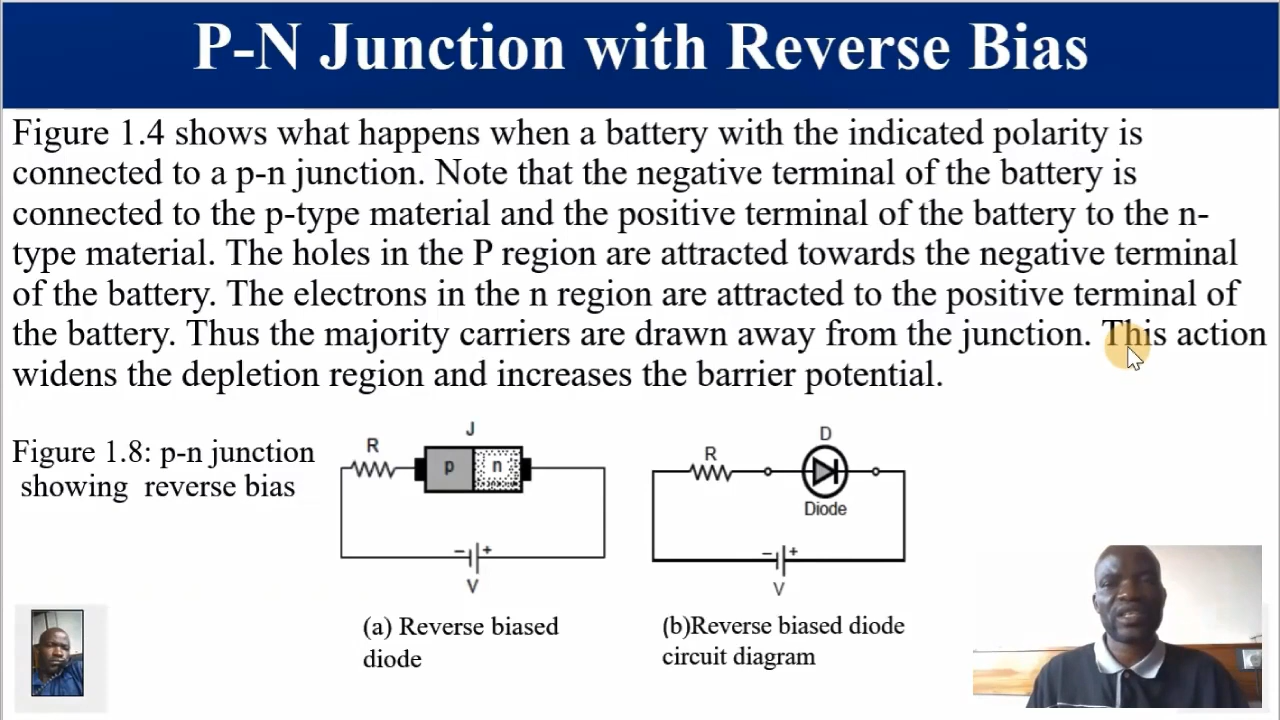 P-N Junction with Reverse Bias
Figure 1.4 shows what happens when a battery with the indicated polarity is
connected to a p-n junction. Note that the negative terminal of the battery is
connected to the p-type material and the positive terminal of the battery to the n-
type material. The holes in the P region are attracted towards the negative terminal
of the battery. The electrons in the n region are attracted to the positive terminal of
the battery. Thus the majority carriers are drawn away from the junction. This action
widens the depletion region and increases the barrier potential.
Figure 1.8: p-n junction
showing reverse bias
J
R
p n
− +
V
(a) Reverse biased
diode
D
R
Diode
− +
V
(b)Reverse biased diode
circuit diagram